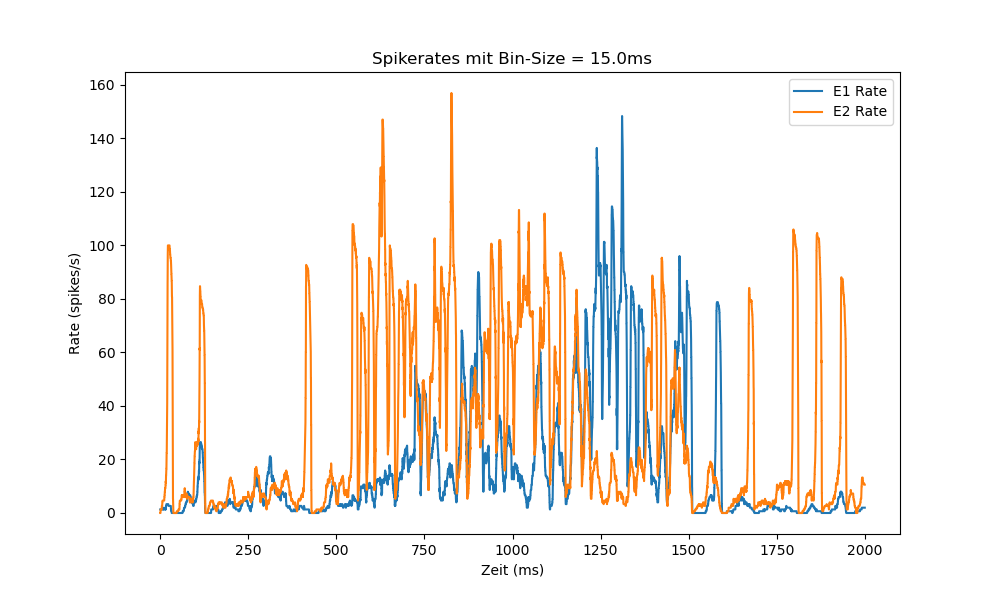 Spikerates mit Bin-Size = 15.0ms
E1 Rate
E2 Rate
Rate (spikes/s)
160
140
120
100
80
60
40
20
0
0 250 500 750 1000 1250 1500 1750 2000
Zeit (ms)